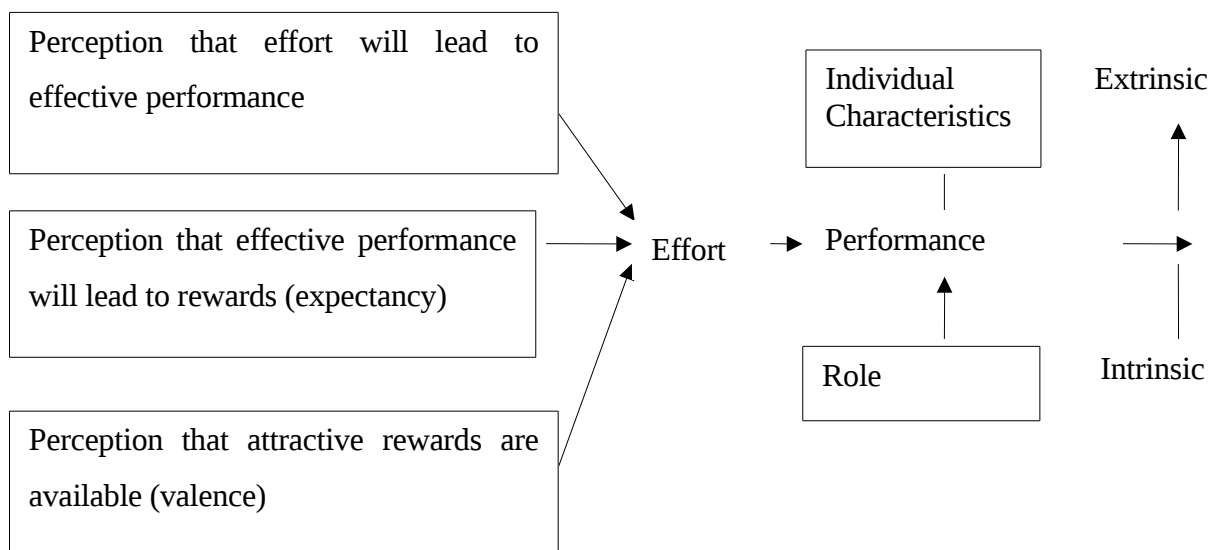 Perception that effort will lead to
effective performance
Individual
Characteristics
Extrinsic
Perception that effective performance
will lead to rewards (expectancy)
Effort
Performance
Role
Intrinsic
Perception that attractive rewards are
available (valence)